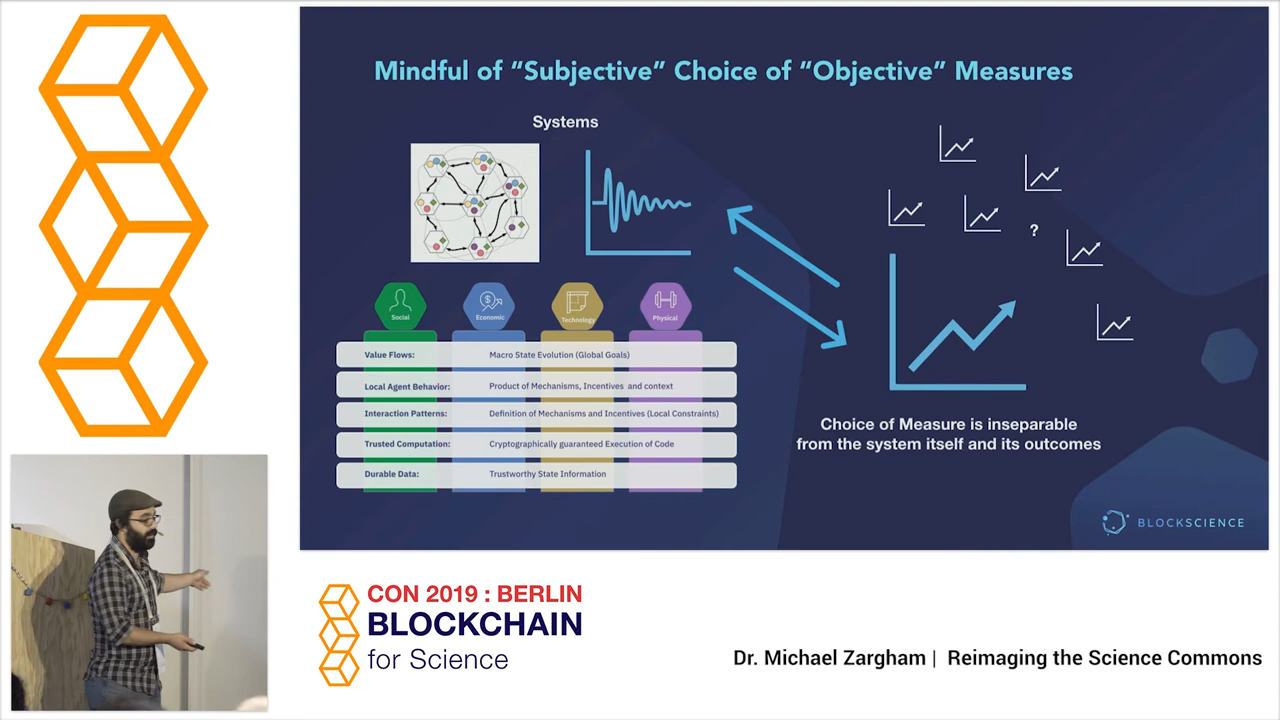 Mindful of “Subjective” Choice of “Objective” Measures
Systems
Social
Economic
Technology
Physical
Value Flows: Macro State Evolution (Global Goals)
Local Agent Behavior: Product of Mechanisms, Incentives and context
Interaction Patterns: Definition of Mechanisms and Incentives (Local Constraints)
Trusted Computation: Cryptographically guaranteed Execution of Code
Durable Data: Trustworthy State Information
?
Choice of Measure is inseparable
from the system itself and its outcomes
BLOCKSCIENCE
CON 2019 : BERLIN
BLOCKCHAIN
for Science
Dr. Michael Zargham | Reimaging the Science Commons